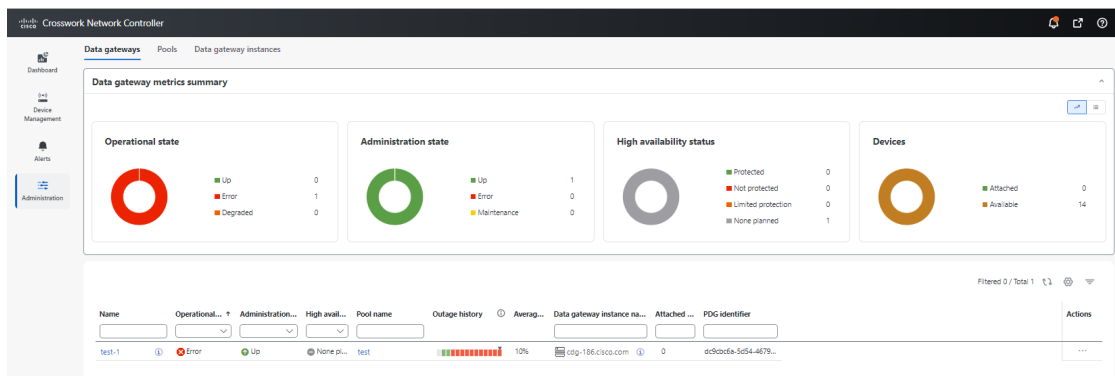 cisco Crosswork Network Controller
Data gateways Pools Data gateway instances
Dashboard
Device
Management
Alerts
Administration
Data gateway metrics summary
Operational state
Up 0
Error 1
Degraded 0
Administration state
Up 1
Error 0
Maintenance 0
High availability status
Protected 0
Not protected 0
Limited protection 0
None planned 1
Devices
Attached 0
Available 14
Filtered 0 / Total 1
Name Operational... Administration... High avail... Pool name Outage history Averag... Data gateway instance na... Attached ... PDG identifier Actions
test-1 Error Up None pl... test 10% cdg-186.cisco.com 0 dc9cbc6a-5d54-4679...